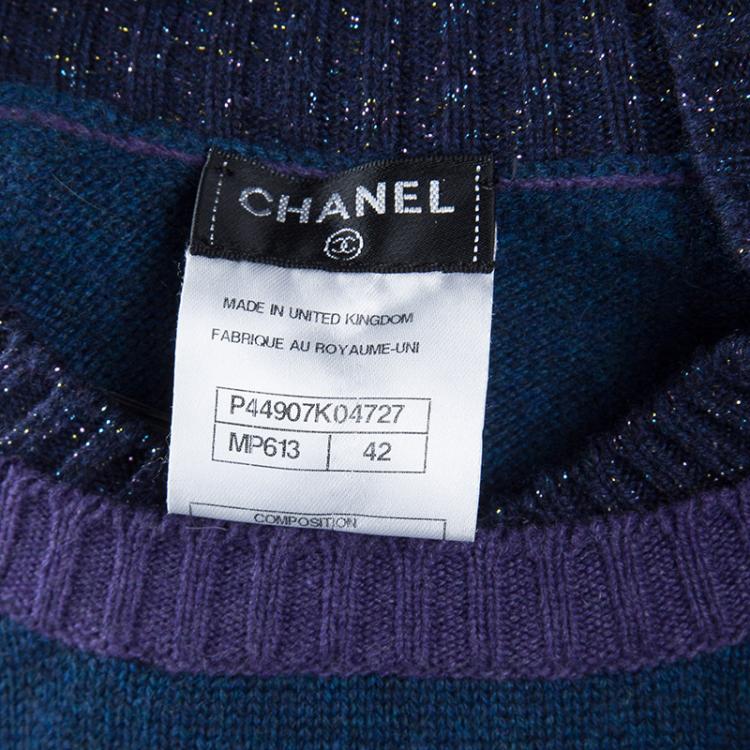 CHANEL
MADE IN UNITED KINGDOM
FABRIQUE AU ROYAUME-UNI
P44907K04727
MP613 42
COMPOSITION